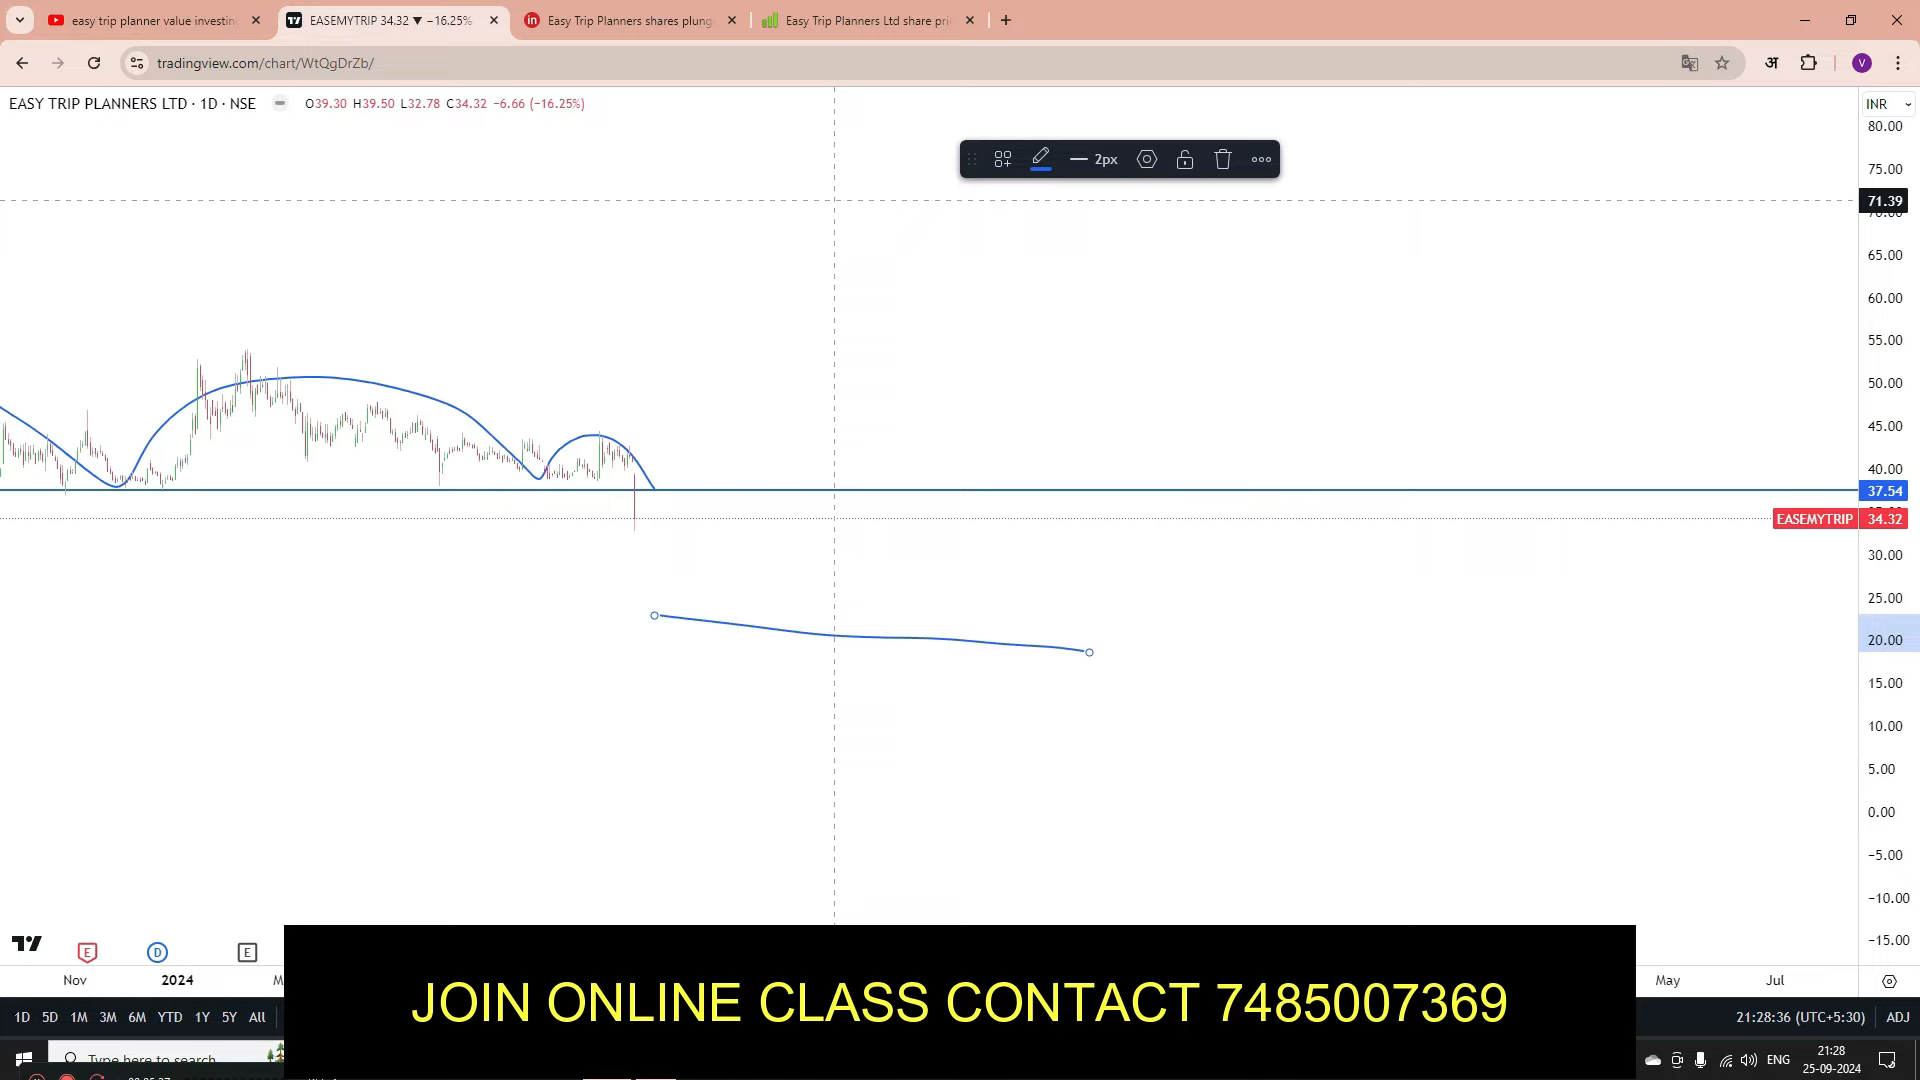 easy trip planner value investing
EASEMYTRIP 34.32 ▼ −16.25%
in
Easy Trip Planners shares plung
Easy Trip Planners Ltd share pri
tradingview.com/chart/WtQgDrZb/
अ
V
EASY TRIP PLANNERS LTD · 1D · NSE
O39.30 H39.50 L32.78 C34.32 −6.66 (−16.25%)
INR
2px
80.00
75.00
71.39
65.00
60.00
55.00
50.00
45.00
40.00
37.54
EASEMYTRIP 34.32
30.00
25.00
20.00
15.00
10.00
5.00
0.00
−5.00
−10.00
−15.00
E
D
E
Nov
2024
May
Jul
1D 5D 1M 3M 6M YTD 1Y 5Y All
21:28:36 (UTC+5:30)
ADJ
JOIN ONLINE CLASS CONTACT 7485007369
Type here to search
ENG
21:28
25-09-2024